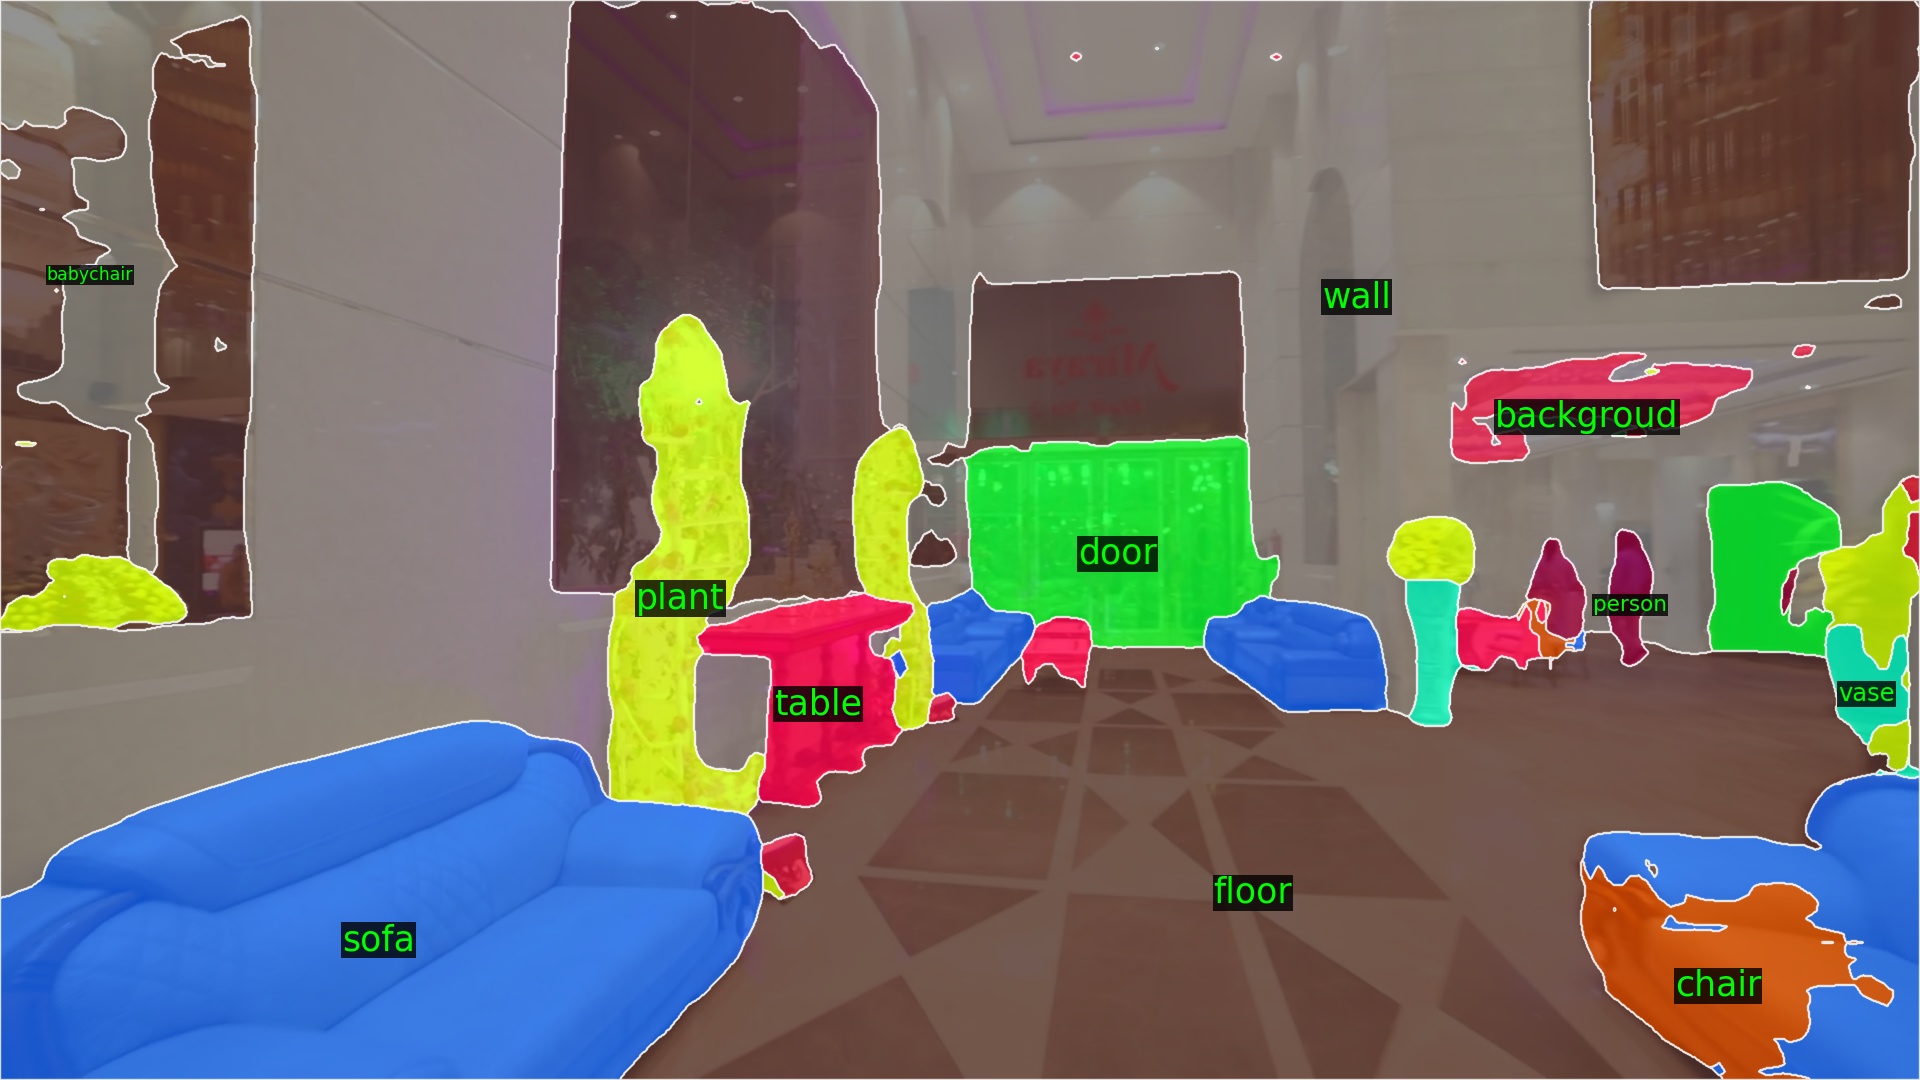 babychair
wall
backgroud
door
plant
person
vase
table
floor
sofa
chair